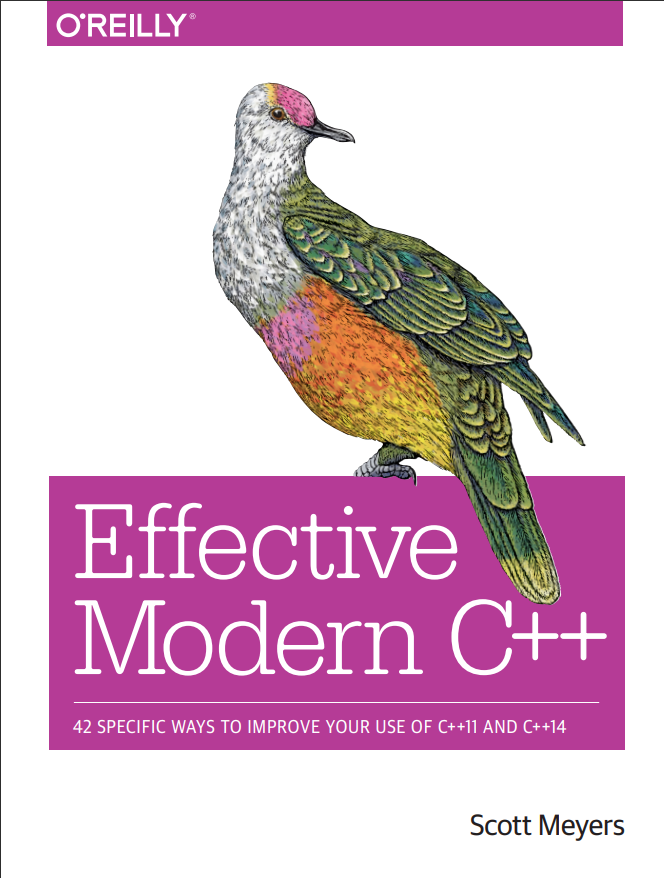 O'REILLY®
Effective
Modern C++
42 SPECIFIC WAYS TO IMPROVE YOUR USE OF C++11 AND C++14
Scott Meyers